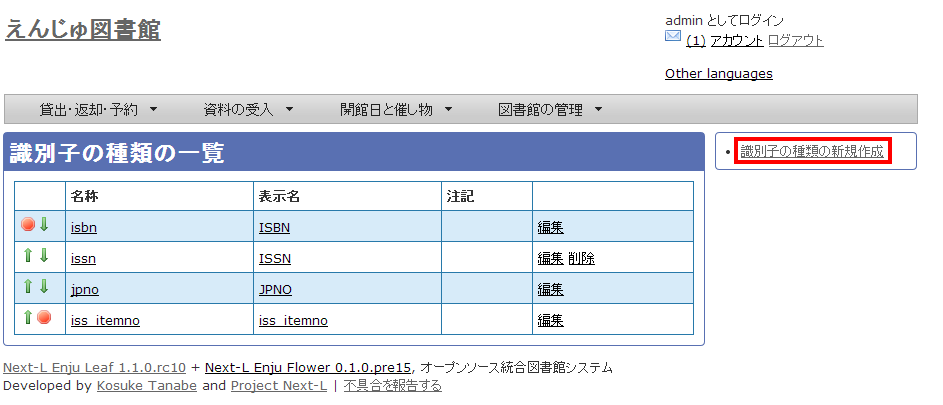 えんじゅ図書館
admin としてログイン
(1) アカウント ログアウト
Other languages
貸出・返却・予約 資料の受入 開館日と催し物 図書館の管理
識別子の種類の一覧
• 識別子の種類の新規作成
名称 表示名 注記
isbn ISBN 編集
issn ISSN 編集 削除
jpno JPNO 編集
iss_itemno iss_itemno 編集
Next-L Enju Leaf 1.1.0.rc10 + Next-L Enju Flower 0.1.0.pre15, オープンソース統合図書館システム
Developed by Kosuke Tanabe and Project Next-L | 不具合を報告する